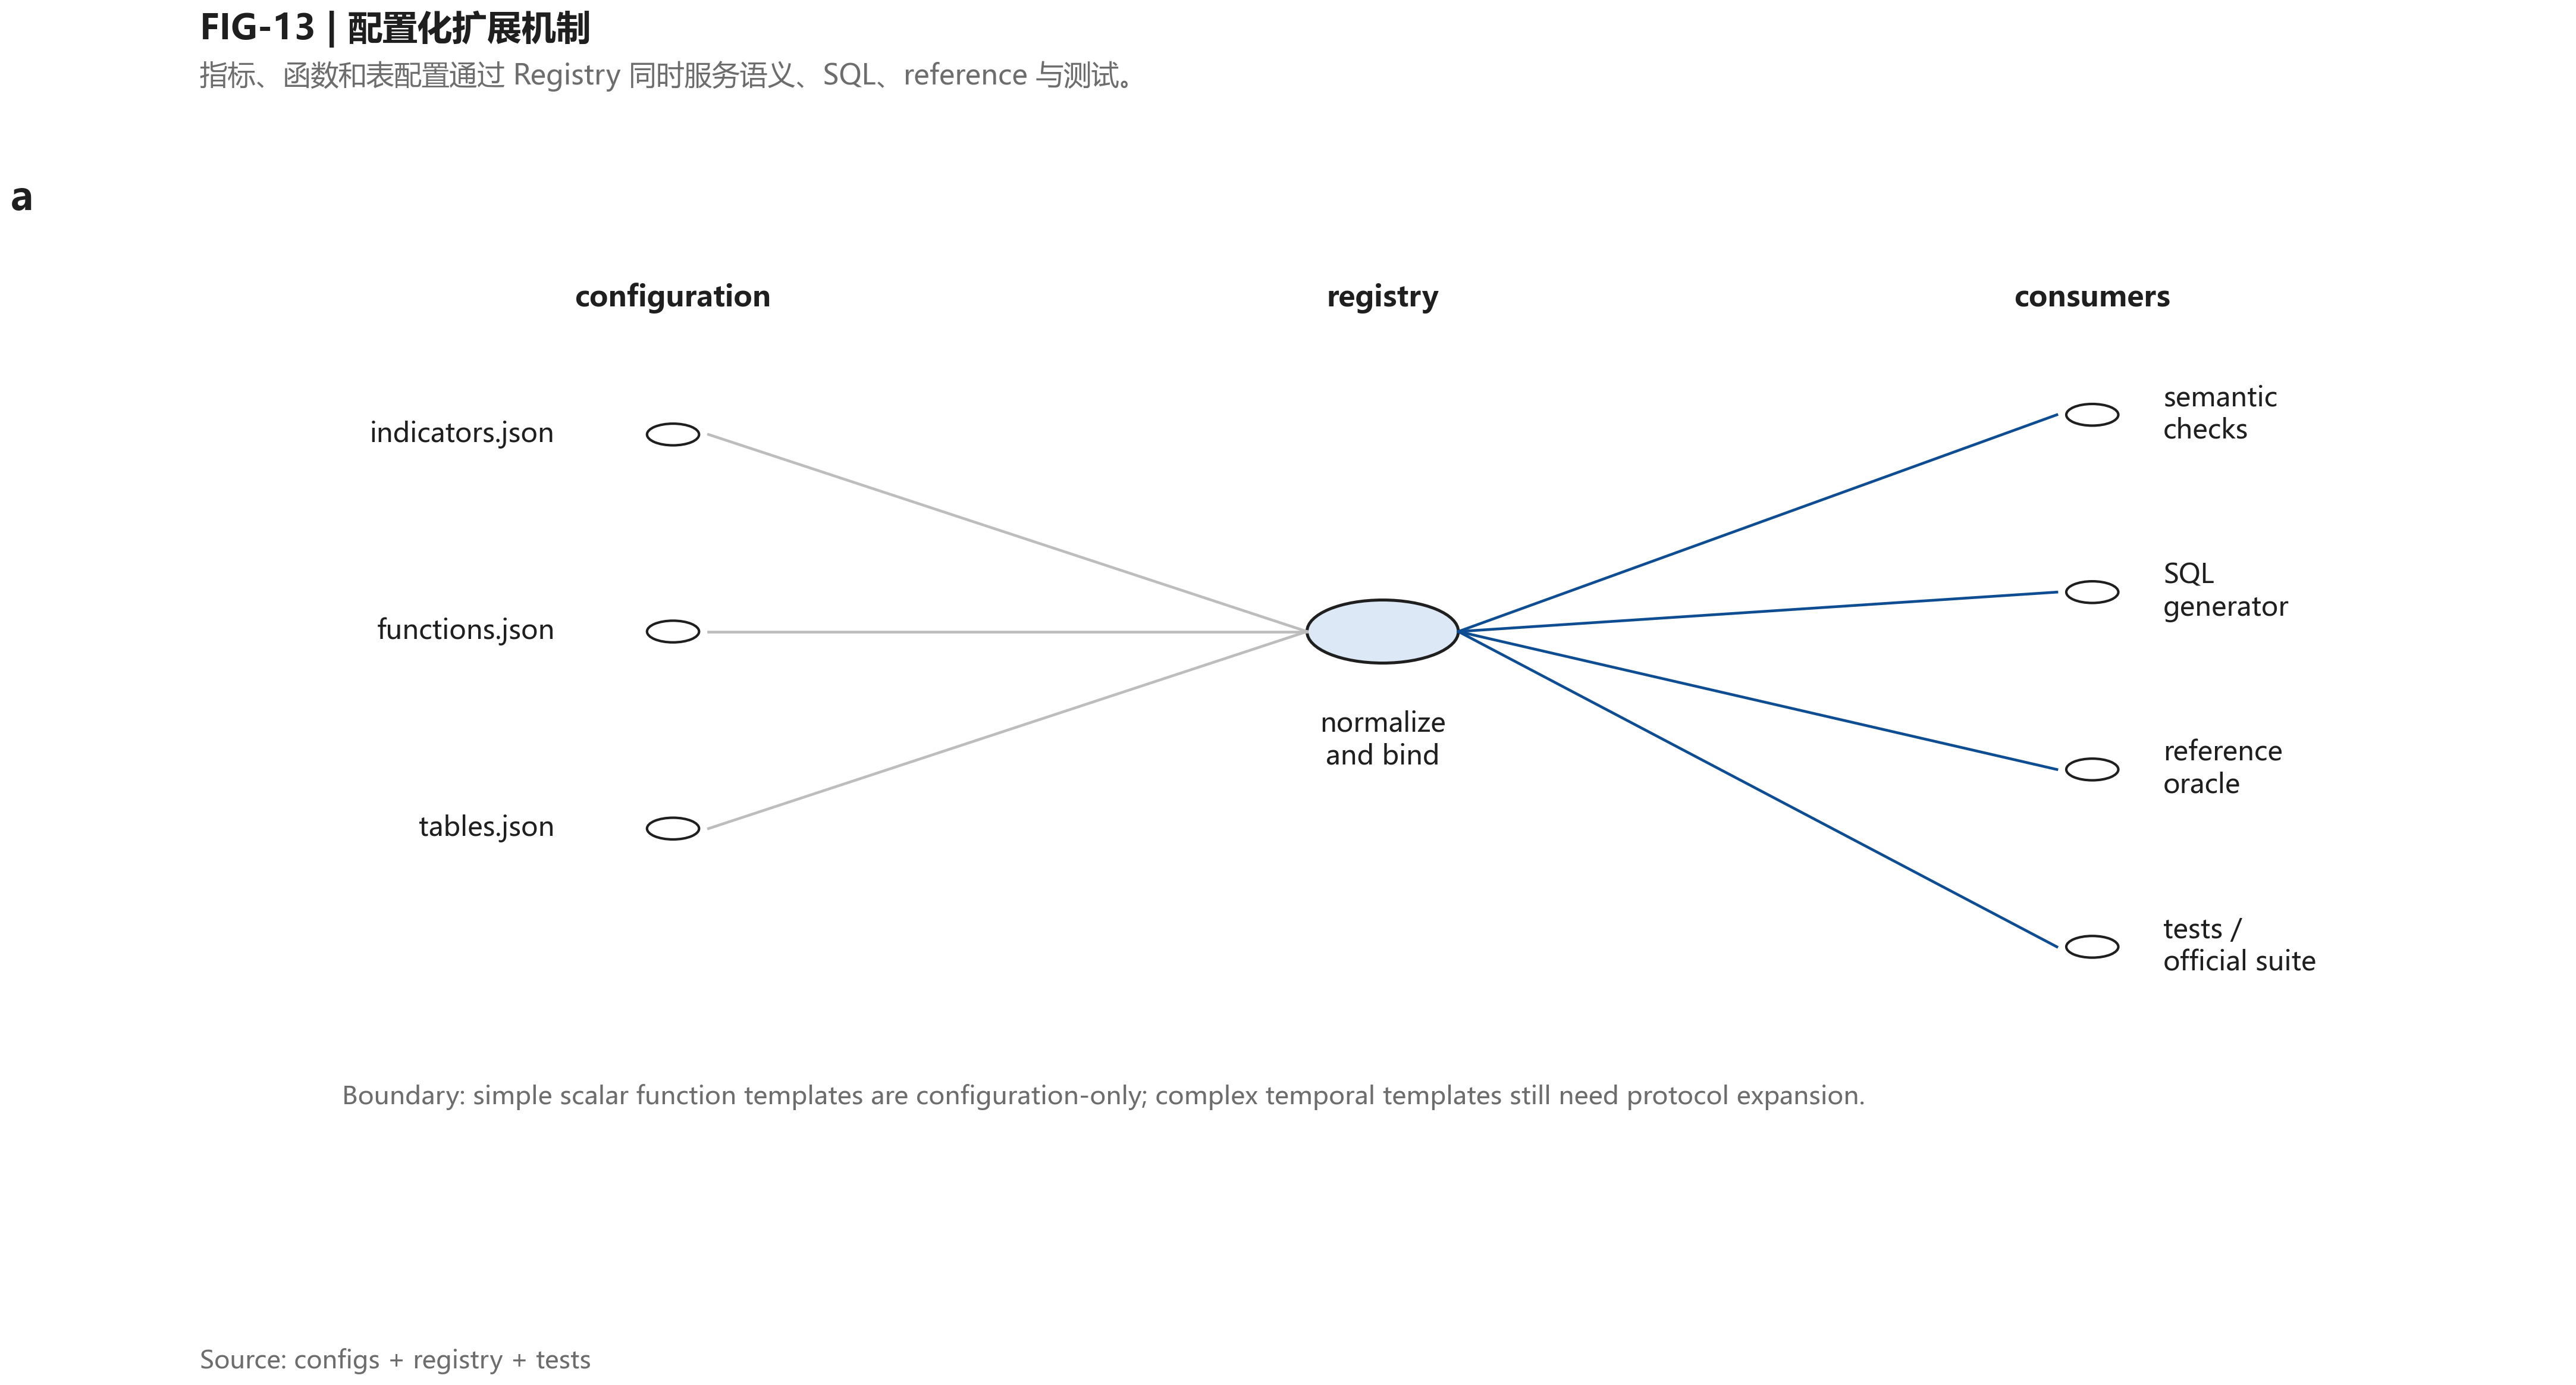 FIG-13 | 配置化扩展机制
指标、函数和表配置通过 Registry 同时服务语义、SQL、reference 与测试。
a
configuration
registry
consumers
indicators.json
functions.json
tables.json
normalize
and bind
semantic
checks
SQL
generator
reference
oracle
tests /
official suite
Boundary: simple scalar function templates are configuration-only; complex temporal templates still need protocol expansion.
Source: configs + registry + tests